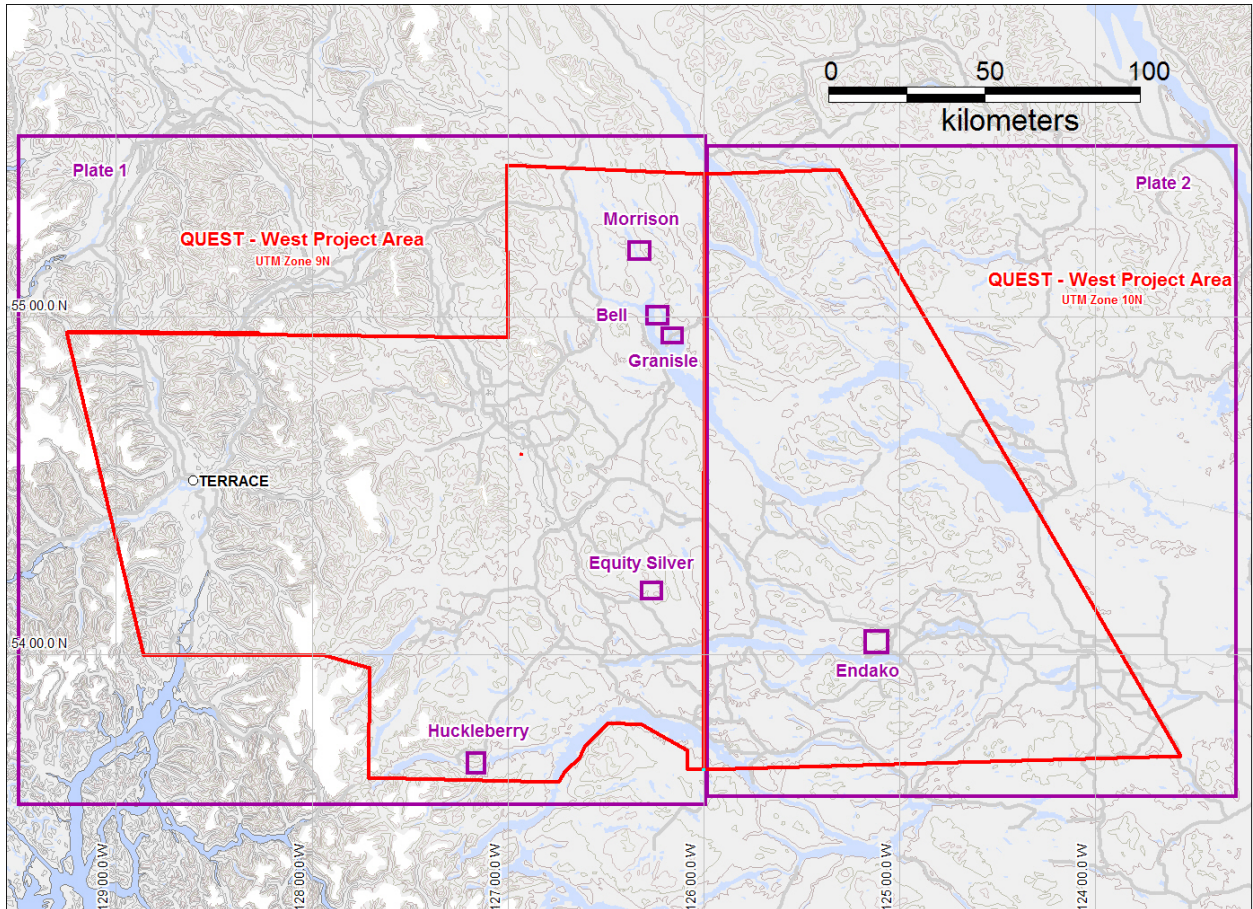 0 50 100
kilometers
Plate 1
Plate 2
Morrison
QUEST - West Project Area
UTM Zone 9N
QUEST - West Project Area
UTM Zone 10N
55 00.0 N
Bell
Granisle
TERRACE
Equity Silver
54 00.0 N
Endako
Huckleberry
129 00.0 W
128 00.0 W
127 00.0 W
126 00.0 W
125 00.0 W
124 00.0 W